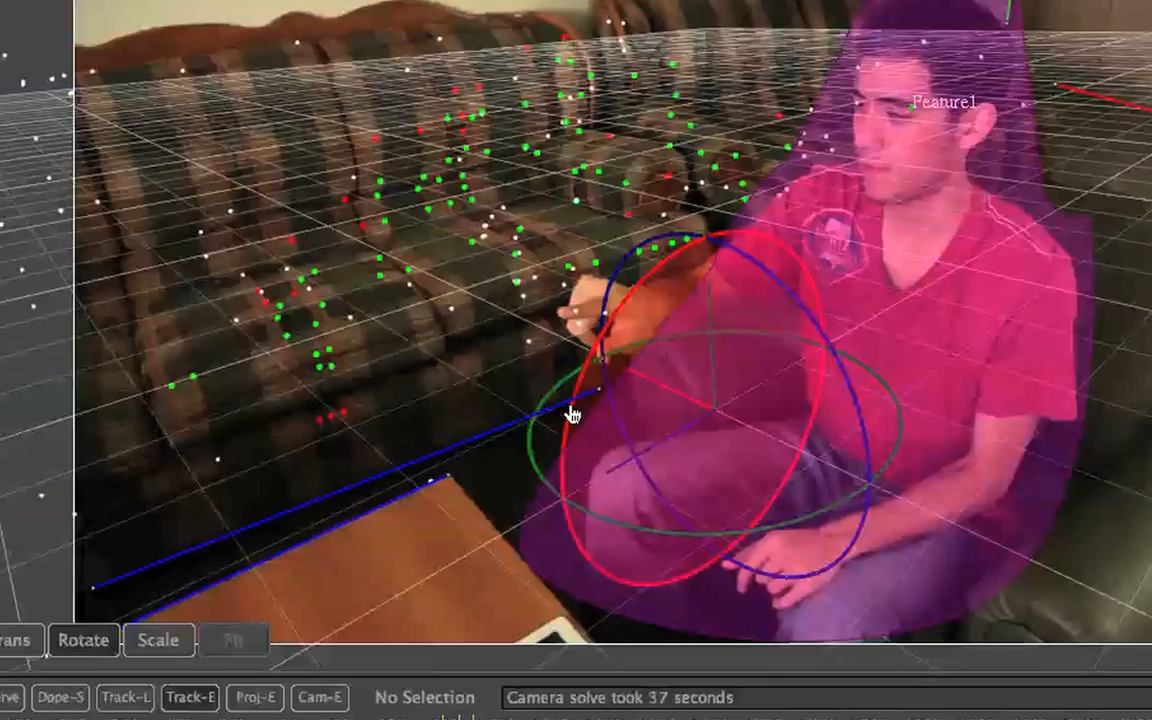 Feature1
Rotate
Scale
Dope-S
Track-L
Track-E
Proj-E
Cam-E
No Selection
Camera solve took 37 seconds